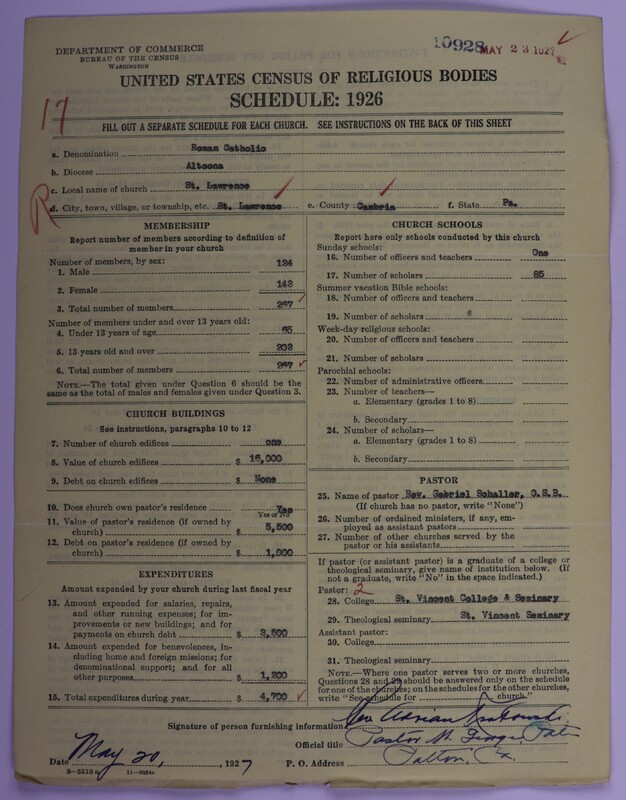 DEPARTMENT OF COMMERCE
BUREAU OF THE CENSUS
WASHINGTON
10928 MAY 23 1927
UNITED STATES CENSUS OF RELIGIOUS BODIES
SCHEDULE: 1926
17
FILL OUT A SEPARATE SCHEDULE FOR EACH CHURCH. SEE INSTRUCTIONS ON THE BACK OF THIS SHEET
a. Denomination Roman Catholic
b. Diocese Altoona
c. Local name of church St. Lawrence
R
d. City, town, village, or township, etc. St. Lawrence e. County Cambria f. State Pa.
MEMBERSHIP
Report number of members according to definition of
member in your church
Number of members, by sex:
1. Male 124
2. Female 143
3. Total number of members 267
Number of members under and over 13 years old:
4. Under 13 years of age 65
5. 13 years old and over 202
6. Total number of members 267
NOTE.—The total given under Question 6 should be
same as the total of males and females given under Question 3.
CHURCH BUILDINGS
See instructions, paragraphs 10 to 12
7. Number of church edifices one
8. Value of church edifices $ 15,000
9. Debt on church edifices $ None
10. Does church own pastor's residence Yes
Yes or No
11. Value of pastor's residence (if owned by
church) $ 5,500
12. Debt on pastor's residence (if owned by
church) $ 1,000
EXPENDITURES
Amount expended by your church during last fiscal year
13. Amount expended for salaries, repairs,
and other running expenses; for im-
provements or new buildings; and for
payments on church debt $ 3,500
14. Amount expended for benevolences, in-
cluding home and foreign missions; for
denominational support; and for all
other purposes $ 1,200
15. Total expenditures during year $ 4,700
CHURCH SCHOOLS
Report here only schools conducted by this church
Sunday schools:
16. Number of officers and teachers One
17. Number of scholars 25
Summer vacation Bible schools:
18. Number of officers and teachers
19. Number of scholars
Week-day religious schools:
20. Number of officers and teachers
21. Number of scholars
Parochial schools:
22. Number of administrative officers
23. Number of teachers—
a. Elementary (grades 1 to 8)
b. Secondary
24. Number of scholars—
a. Elementary (grades 1 to 8)
b. Secondary
PASTOR
25. Name of pastor Rev. Gabriel Schaller, O.S.B.
(If church has no pastor, write "None")
26. Number of ordained ministers, if any, em-
ployed as assistant pastors
27. Number of other churches served by the
pastor or his assistants
If pastor (or assistant pastor) is a graduate of a college or
theological seminary, give name of institution below. (If
not a graduate, write "No" in the space indicated.)
Pastor: 2
28. College St. Vincent College & Seminary
29. Theological seminary St. Vincent Seminary
Assistant pastor:
30. College
31. Theological seminary
NOTE.—Where one pastor serves two or more churches,
Questions 28 and 29 should be answered only on the schedule
for one of the churches; on the schedules for the other churches,
write "See schedule for church."
Signature of person furnishing information Rev Adrian
Official title Pastor St. George
Date May 20, 1927 P. O. Address Patton, Pa.
8-5516a 11-9524a